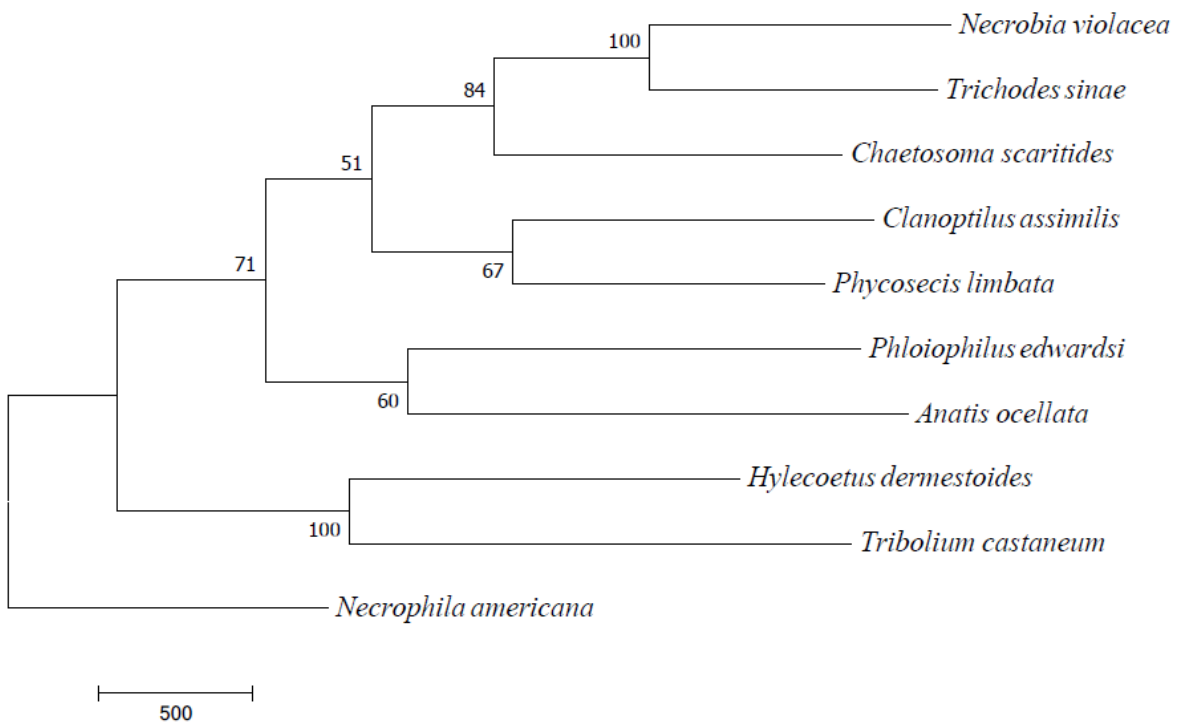 Necrobia violacea
100
Trichodes sinae
84
Chaetosoma scaritides
51
Clanoptilus assimilis
71
67
Phycosecis limbata
Phloiophilus edwardsi
60
Anatis ocellata
Hylecoetus dermestoides
100
Tribolium castaneum
Necrophila americana
500